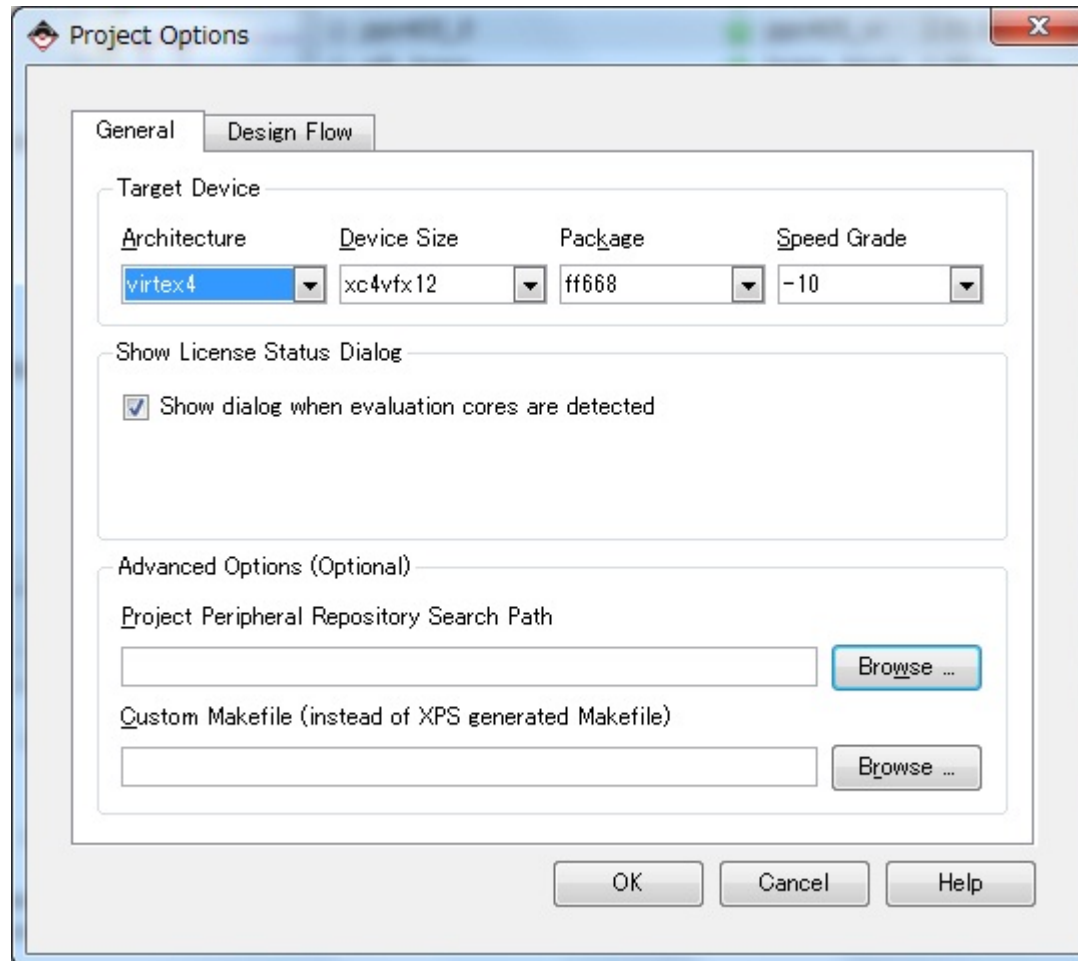 Project Options
General Design Flow
Target Device
Architecture Device Size Package Speed Grade
virtex4 xc4vfx12 ff668 -10
Show License Status Dialog
Show dialog when evaluation cores are detected
Advanced Options (Optional)
Project Peripheral Repository Search Path
Browse ...
Custom Makefile (instead of XPS generated Makefile)
Browse ...
OK Cancel Help